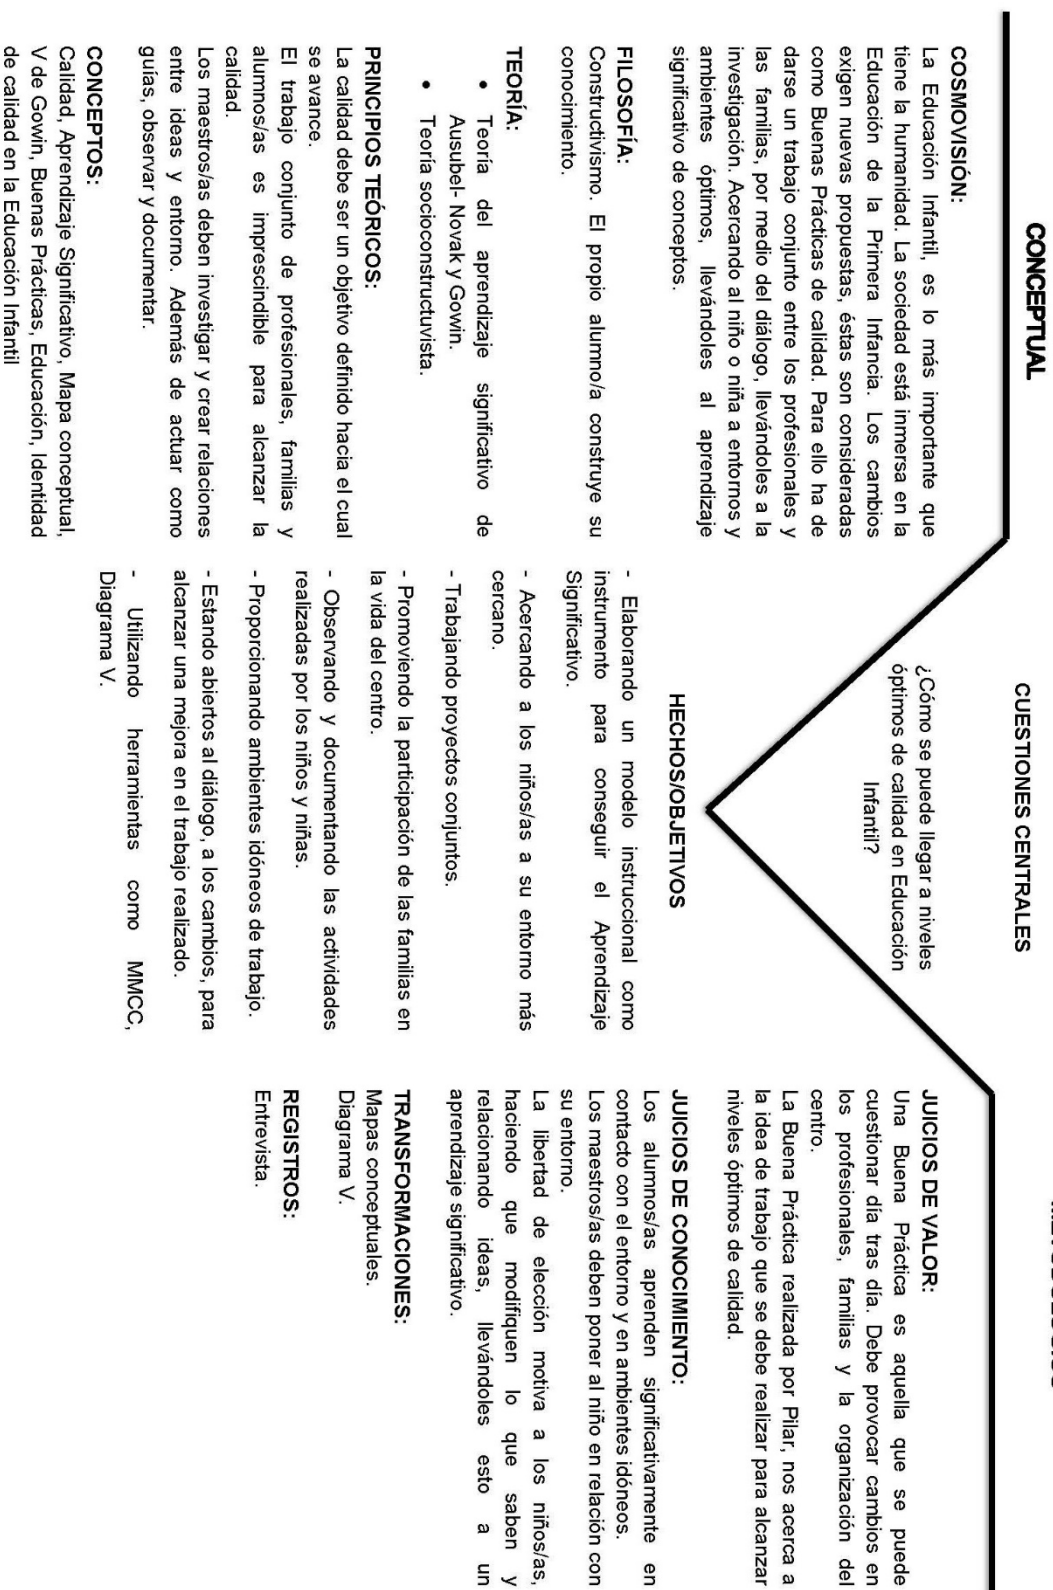 CONCEPTUAL
COSMOVISIÓN:
La Educación Infantil, es lo más importante que
tiene la humanidad. La sociedad está inmersa en la
Educación de la Primera Infancia. Los cambios
exigen nuevas propuestas, éstas son consideradas
como Buenas Prácticas de calidad. Para ello ha de
darse un trabajo conjunto entre los profesionales y
las familias, por medio del diálogo, llevándoles a la
investigación. Acercando al niño o niña a entornos y
ambientes óptimos, llevándoles al aprendizaje
significativo de conceptos.
FILOSOFÍA:
Constructivismo. El propio alumno/a construye su
conocimiento.
TEORÍA:
• Teoría del aprendizaje significativo de
Ausubel- Novak y Gowin.
• Teoría socioconstructuvista.
PRINCIPIOS TEÓRICOS:
La calidad debe ser un objetivo definido hacia el cual
se avance.
El trabajo conjunto de profesionales, familias y
alumnos/as es imprescindible para alcanzar la
calidad.
Los maestros/as deben investigar y crear relaciones
entre ideas y entorno. Además de actuar como
guías, observar y documentar.
CONCEPTOS:
Calidad, Aprendizaje Significativo, Mapa conceptual,
V de Gowin, Buenas Prácticas, Educación, Identidad
de calidad en la Educación Infantil
CUESTIONES CENTRALES
¿Cómo se puede llegar a niveles
óptimos de calidad en Educación
Infantil?
HECHOS/OBJETIVOS
- Elaborando un modelo instruccional como
instrumento para conseguir el Aprendizaje
Significativo.
- Acercando a los niños/as a su entorno más
cercano.
- Trabajando proyectos conjuntos.
- Promoviendo la participación de las familias en
la vida del centro.
- Observando y documentando las actividades
realizadas por los niños y niñas.
- Proporcionando ambientes idóneos de trabajo.
- Estando abiertos al diálogo, a los cambios, para
alcanzar una mejora en el trabajo realizado.
- Utilizando herramientas como MMCC,
Diagrama V.
JUICIOS DE VALOR:
Una Buena Práctica es aquella que se puede
cuestionar día tras día. Debe provocar cambios en
los profesionales, familias y la organización del
centro.
La Buena Práctica realizada por Pilar, nos acerca a
la idea de trabajo que se debe realizar para alcanzar
niveles óptimos de calidad.
JUICIOS DE CONOCIMIENTO:
Los alumnos/as aprenden significativamente en
contacto con el entorno y en ambientes idóneos.
Los maestros/as deben poner al niño en relación con
su entorno.
La libertad de elección motiva a los niños/as,
haciendo que modifiquen lo que saben y
relacionando ideas, llevándoles esto a un
aprendizaje significativo.
TRANSFORMACIONES:
Mapas conceptuales.
Diagrama V.
REGISTROS:
Entrevista.